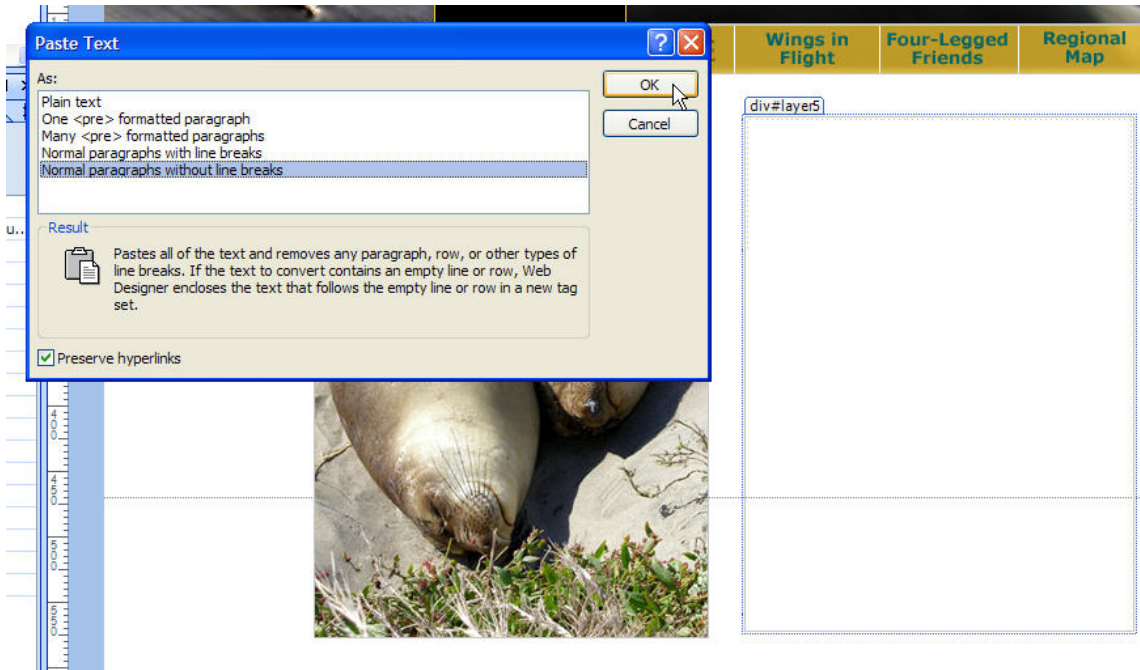 Paste Text
As:
Plain text
One <pre> formatted paragraph
Many <pre> formatted paragraphs
Normal paragraphs with line breaks
Normal paragraphs without line breaks
OK
Cancel
Result
Pastes all of the text and removes any paragraph, row, or other types of
line breaks. If the text to convert contains an empty line or row, Web
Designer encloses the text that follows the empty line or row in a new tag
set.
Preserve hyperlinks
Wings in
Flight
Four-Legged
Friends
Regional
Map
div#layer5
u..
400
450
500
550